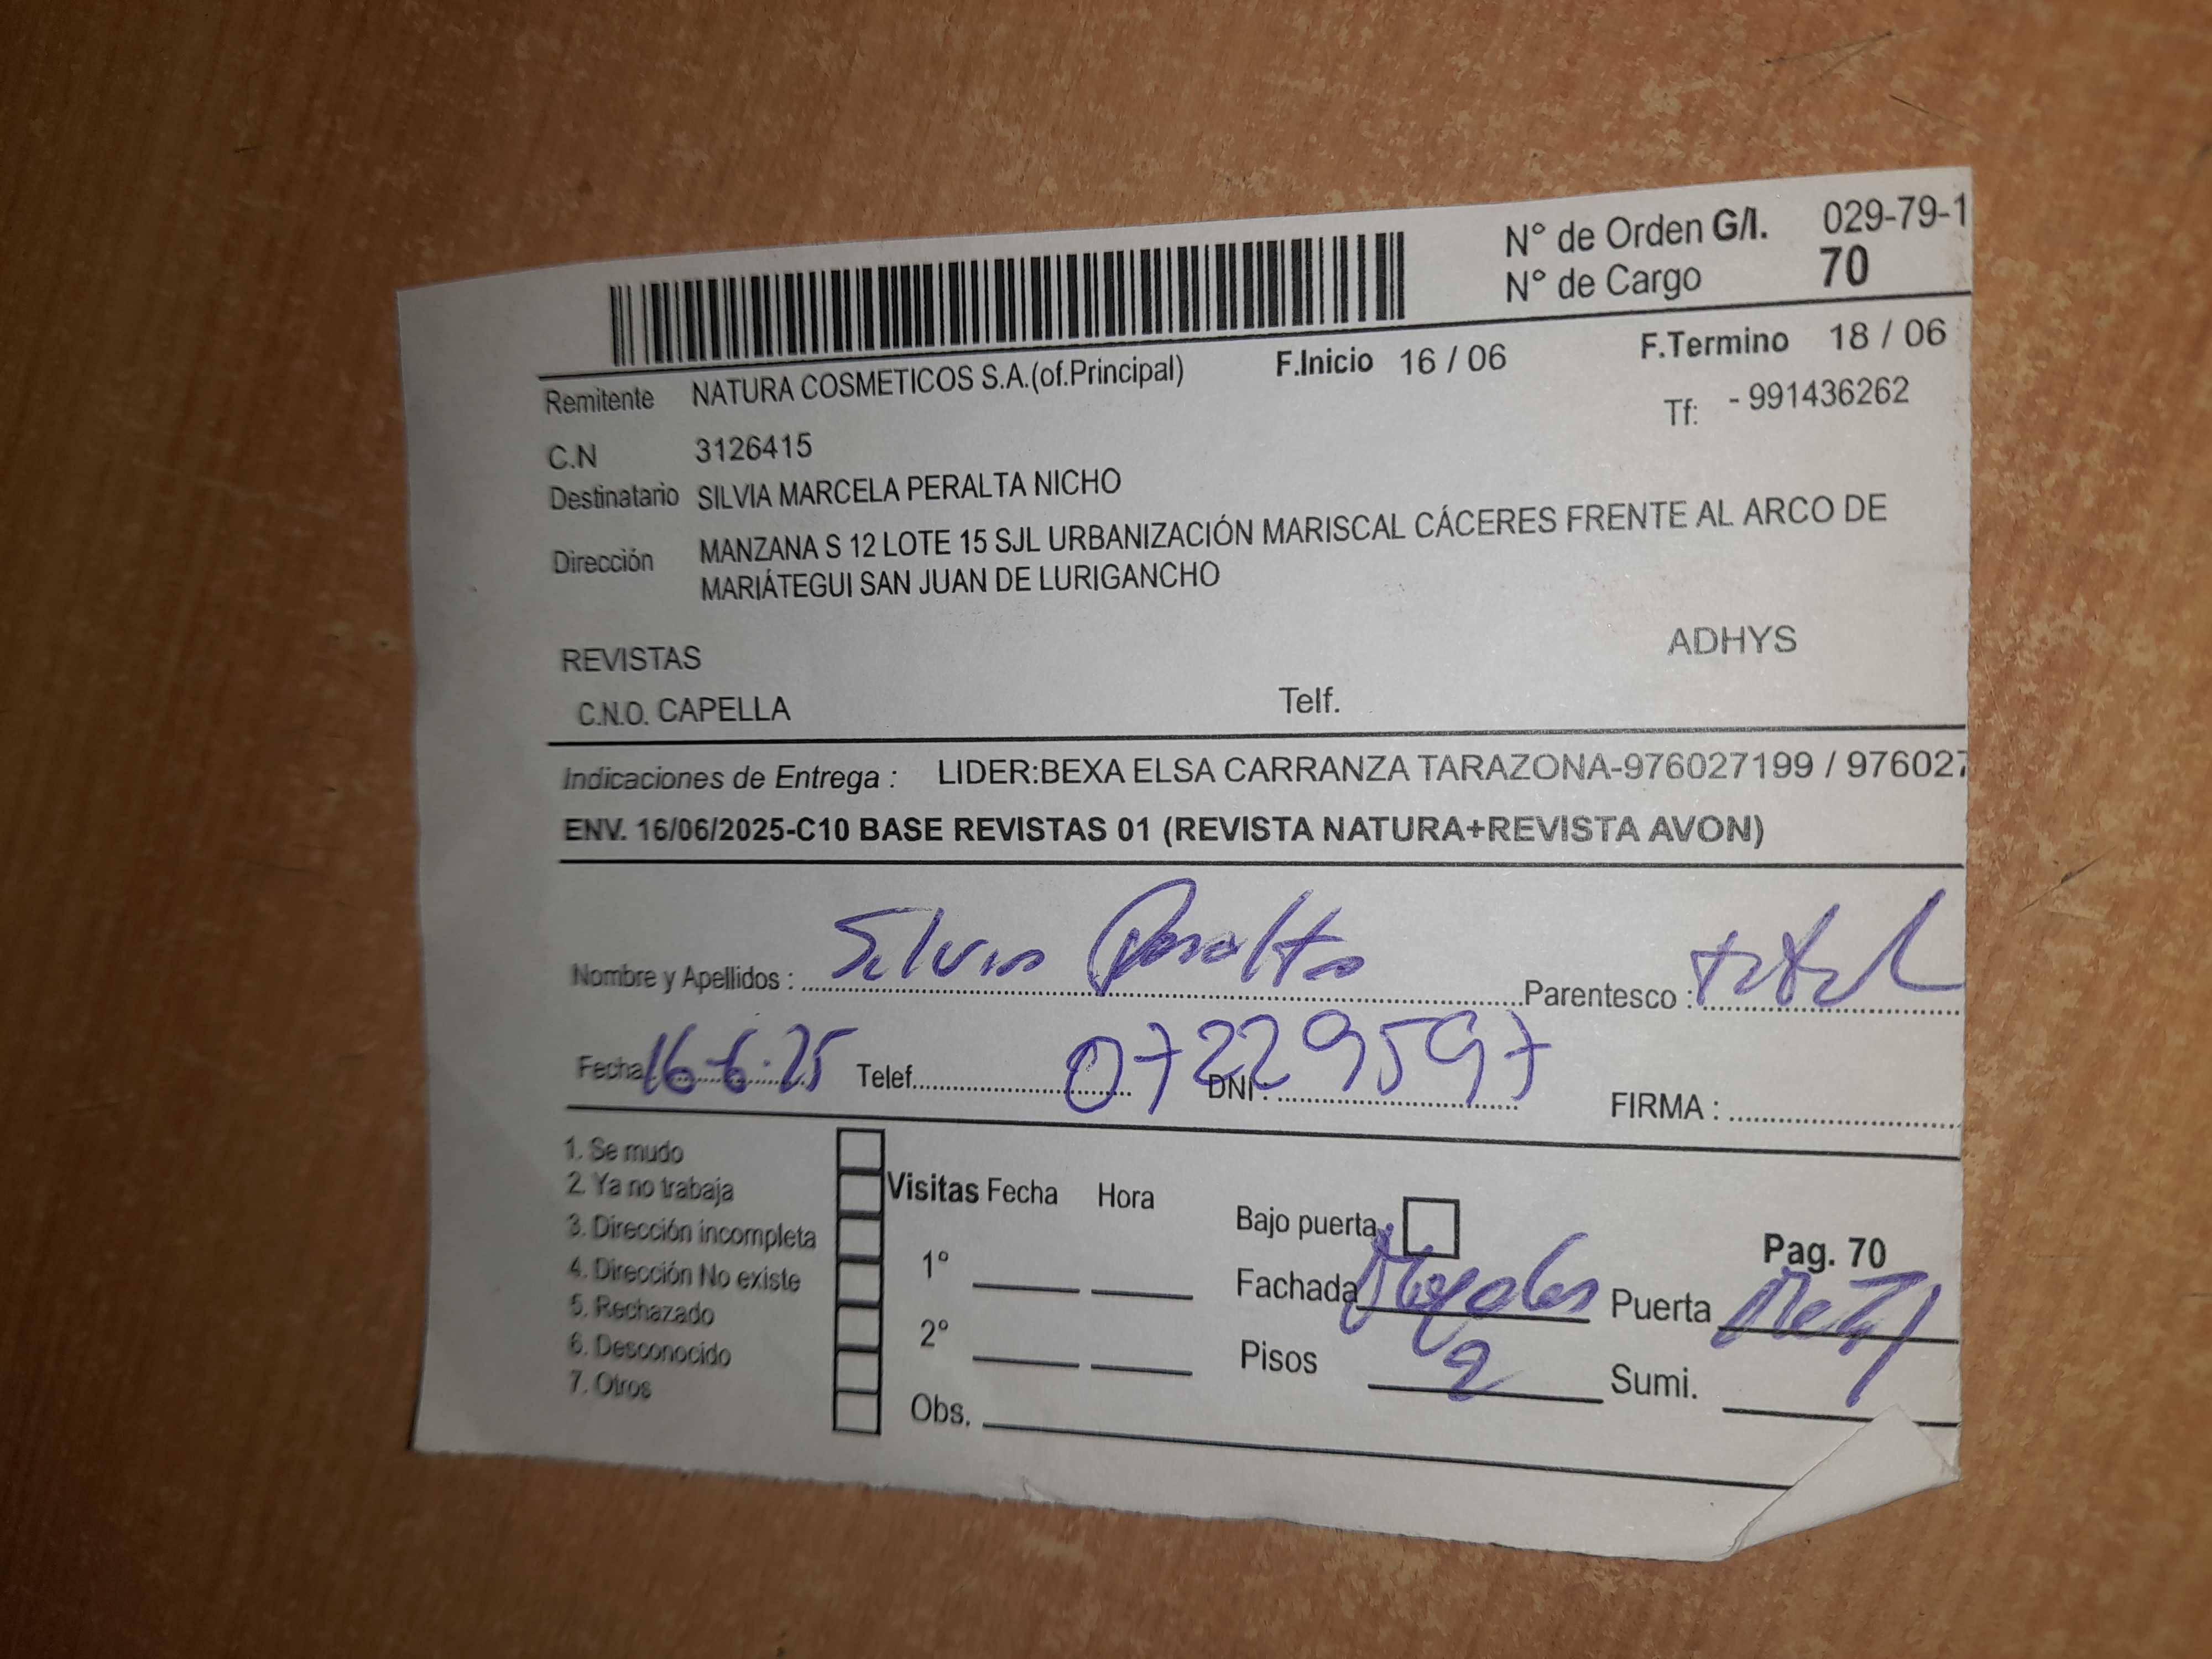 N° de Orden G/I. 029-79-1
N° de Cargo 70
F.Inicio 16 / 06 F.Termino 18 / 06
Remitente NATURA COSMETICOS S.A.(of.Principal)
Tf: - 991436262
C.N 3126415
Destinatario SILVIA MARCELA PERALTA NICHO
Dirección MANZANA S 12 LOTE 15 SJL URBANIZACIÓN MARISCAL CÁCERES FRENTE AL ARCO DE
MARIÁTEGUI SAN JUAN DE LURIGANCHO
REVISTAS ADHYS
C.N.O. CAPELLA Telf.
Indicaciones de Entrega : LIDER:BEXA ELSA CARRANZA TARAZONA-976027199 / 976027
ENV. 16/06/2025-C10 BASE REVISTAS 01 (REVISTA NATURA+REVISTA AVON)
Nombre y Apellidos : Silvia Peralta Parentesco :
Fecha 16-6-25 Telef. DNI: 07229597 FIRMA :
1. Se mudo
2. Ya no trabaja
3. Dirección incompleta
4. Dirección No existe
5. Rechazado
6. Desconocido
7. Otros
Visitas Fecha Hora
1°
2°
Obs.
Bajo puerta Pag. 70
Fachada Puerta
Pisos 2 Sumi.